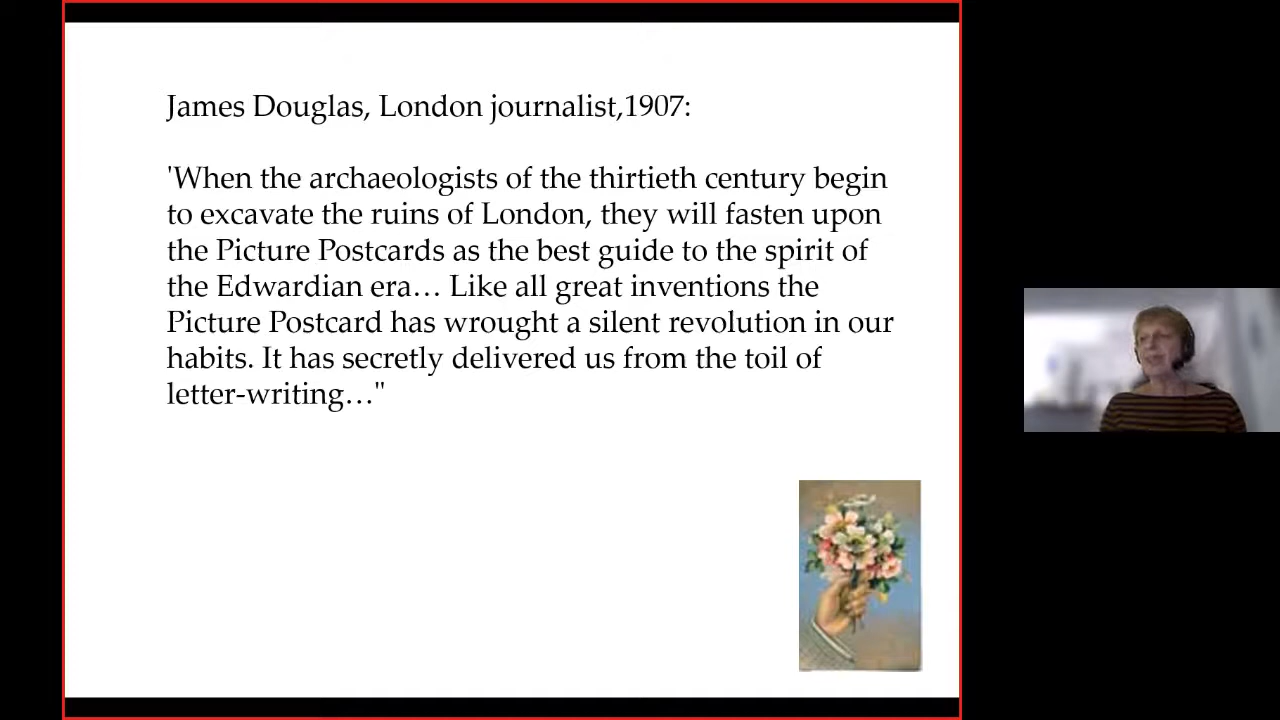 James Douglas, London journalist,1907:
'When the archaeologists of the thirtieth century begin
to excavate the ruins of London, they will fasten upon
the Picture Postcards as the best guide to the spirit of
the Edwardian era… Like all great inventions the
Picture Postcard has wrought a silent revolution in our
habits. It has secretly delivered us from the toil of
letter-writing…"